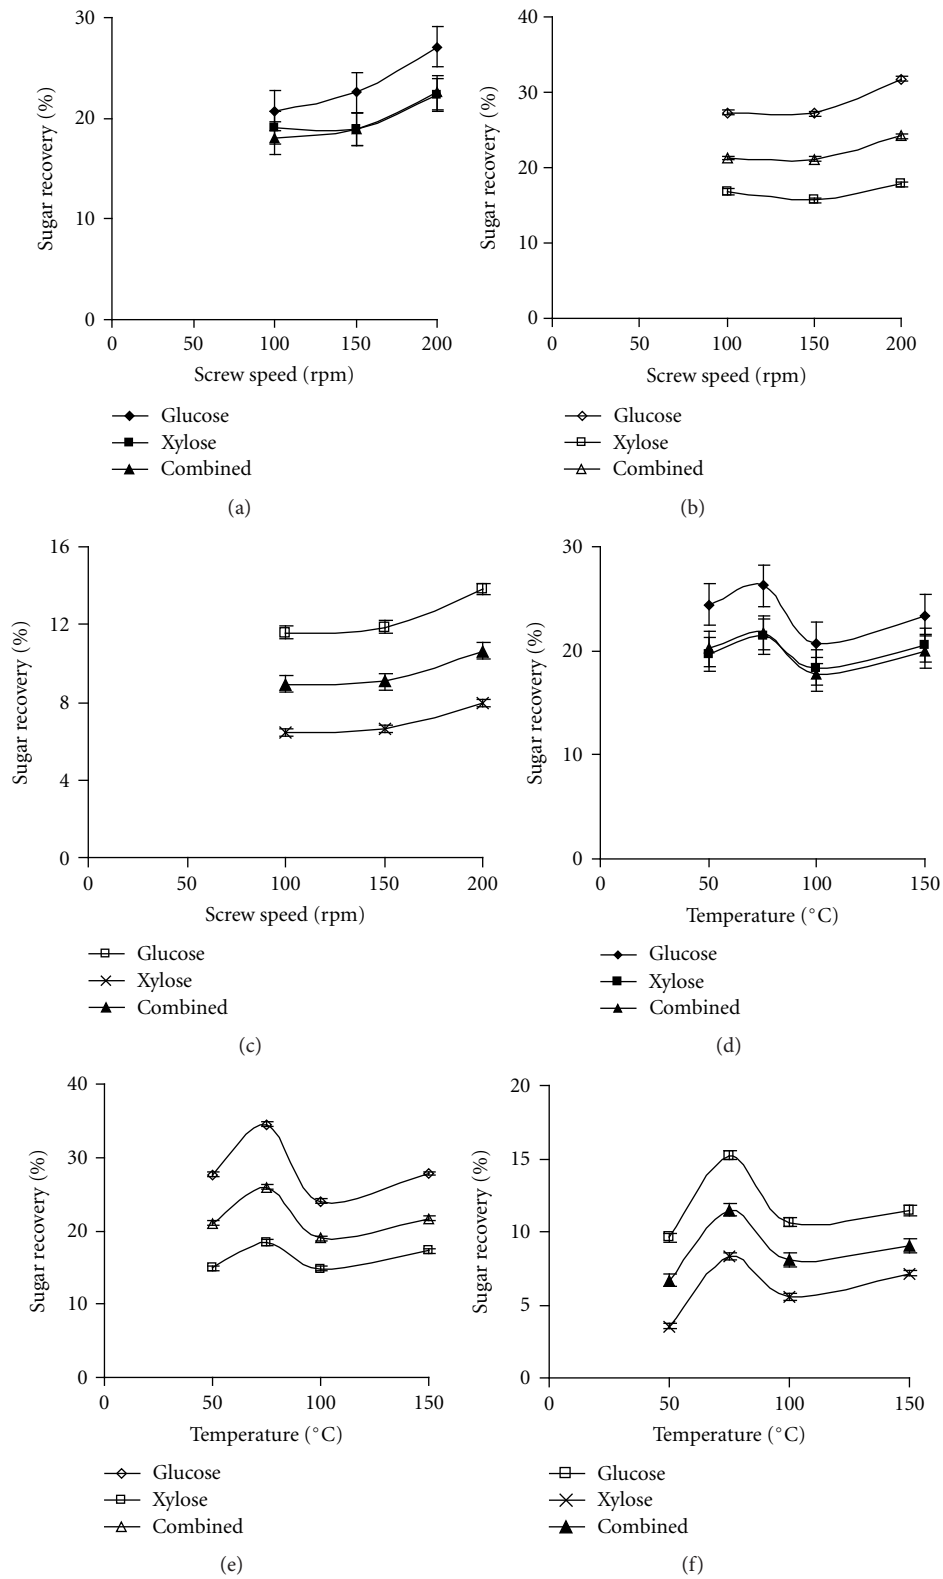 30
20
10
0
Sugar recovery (%)
0 50 100 150 200
Screw speed (rpm)
Glucose
Xylose
Combined
(a)
40
30
20
10
0
Sugar recovery (%)
0 50 100 150 200
Screw speed (rpm)
Glucose
Xylose
Combined
(b)
16
12
8
4
0
Sugar recovery (%)
0 50 100 150 200
Screw speed (rpm)
Glucose
Xylose
Combined
(c)
30
20
10
0
Sugar recovery (%)
0 50 100 150
Temperature (°C)
Glucose
Xylose
Combined
(d)
40
30
20
10
0
Sugar recovery (%)
0 50 100 150
Temperature (°C)
Glucose
Xylose
Combined
(e)
20
15
10
5
0
Sugar recovery (%)
0 50 100 150
Temperature (°C)
Glucose
Xylose
Combined
(f)